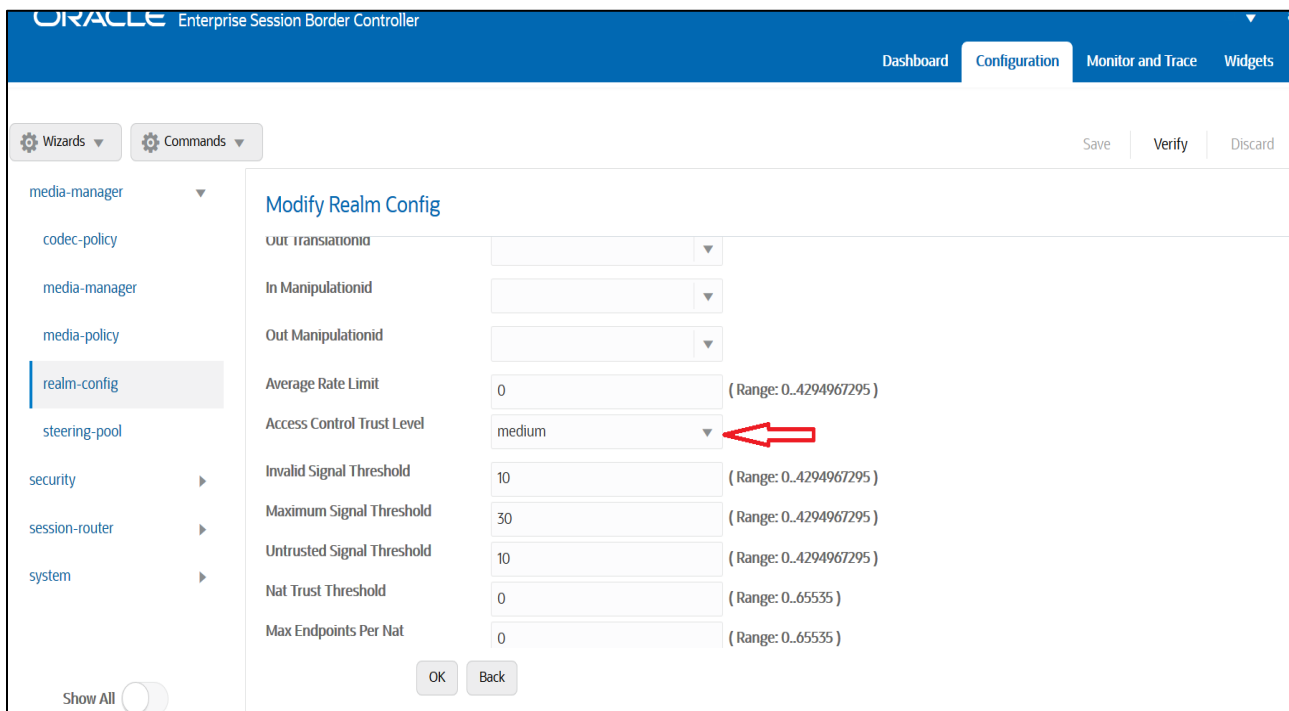 ORACLE Enterprise Session Border Controller
Dashboard Configuration Monitor and Trace Widgets
Wizards Commands Save Verify Discard
media-manager
codec-policy
media-manager
media-policy
realm-config
steering-pool
security
session-router
system
Show All
Modify Realm Config
Out Translationid
In Manipulationid
Out Manipulationid
Average Rate Limit 0 ( Range: 0..4294967295 )
Access Control Trust Level medium
Invalid Signal Threshold 10 ( Range: 0..4294967295 )
Maximum Signal Threshold 30 ( Range: 0..4294967295 )
Untrusted Signal Threshold 10 ( Range: 0..4294967295 )
Nat Trust Threshold 0 ( Range: 0..65535 )
Max Endpoints Per Nat 0 ( Range: 0..65535 )
OK Back